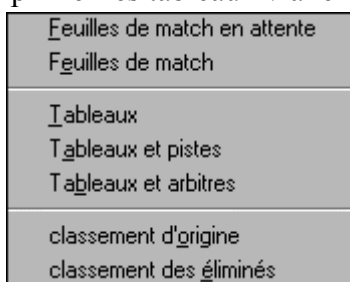 Feuilles de match en attente
Feuilles de match
Tableaux
Tableaux et pistes
Tableaux et arbitres
classement d'origine
classement des éliminés